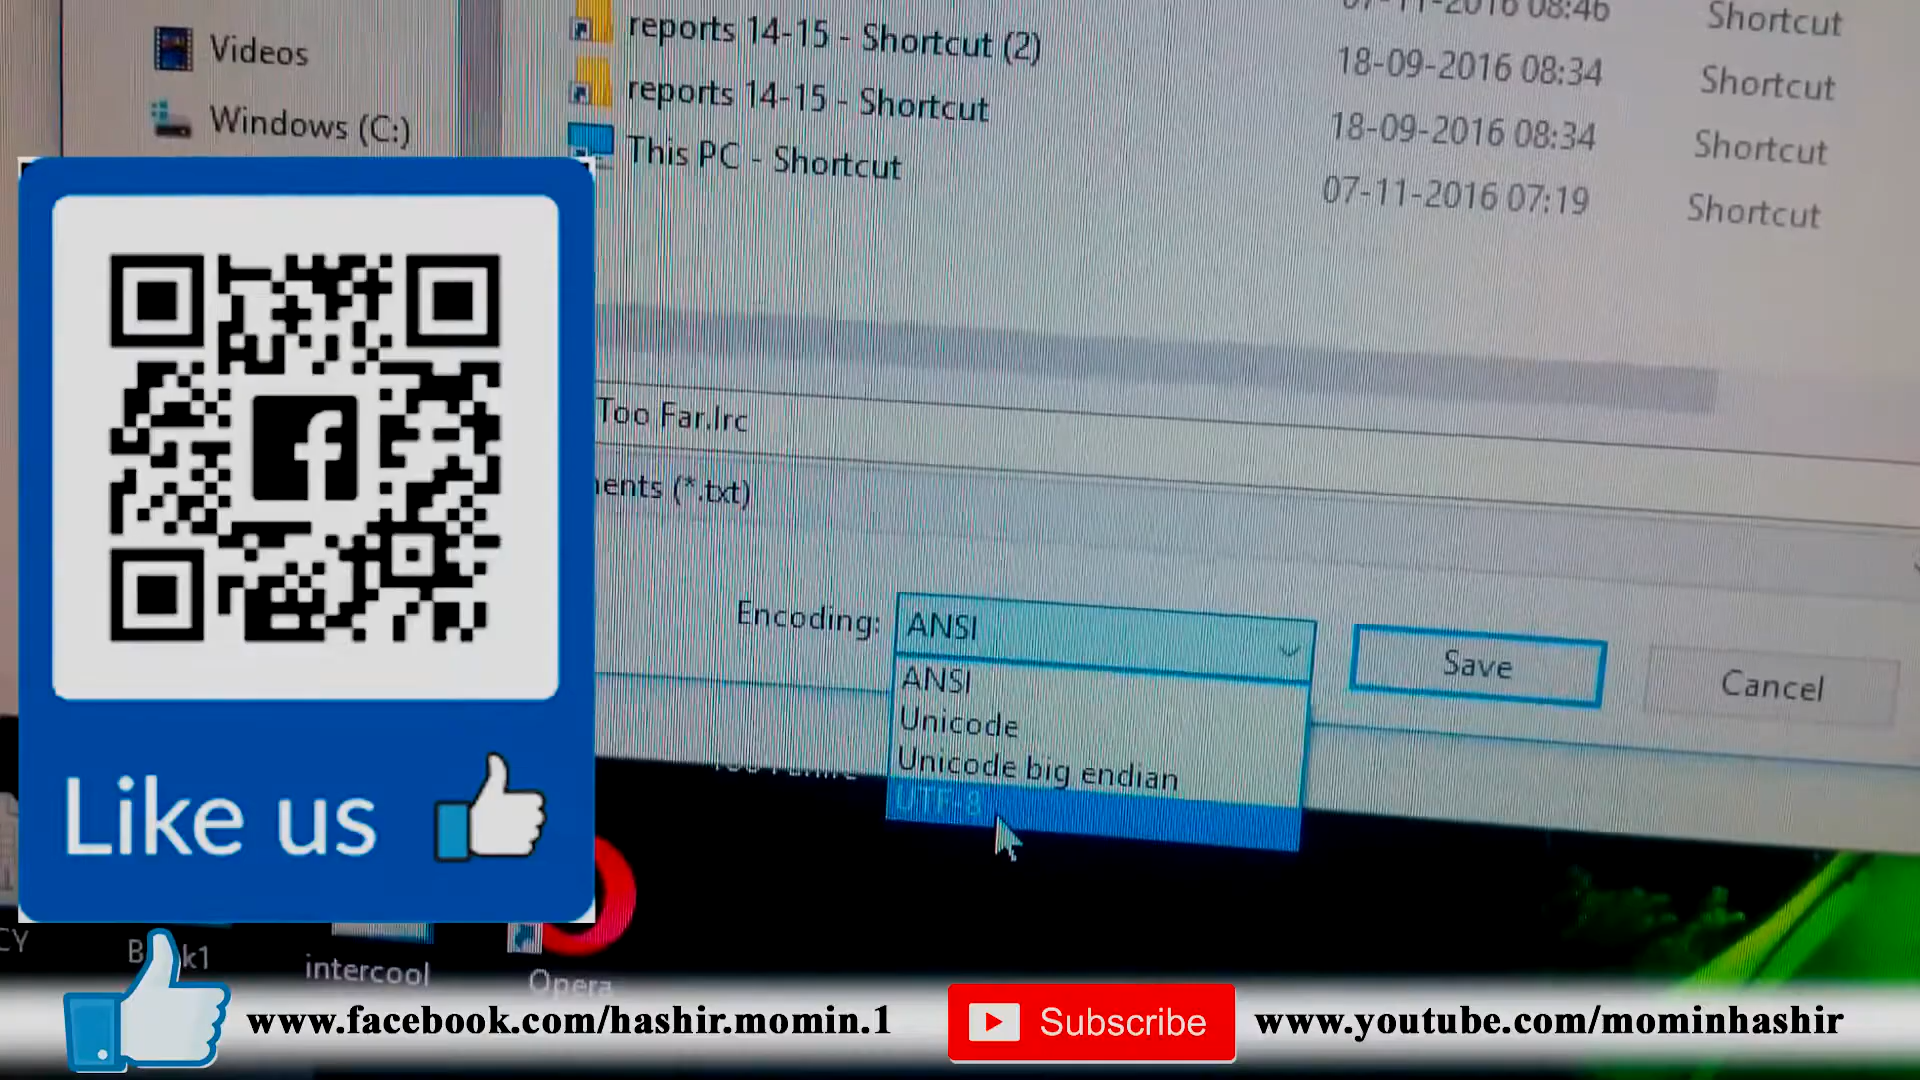 Videos
Windows (C:)
reports 14-15 - Shortcut (2)
08:46
Shortcut
reports 14-15 - Shortcut
18-09-2016 08:34
Shortcut
This PC - Shortcut
18-09-2016 08:34
Shortcut
07-11-2016 07:19
Shortcut
Too Far.lrc
(*.txt)
Encoding:
ANSI
ANSI
Unicode
Unicode big endian
UTF-8
Save
Cancel
Like us
intercool
Opera
www.facebook.com/hashir.momin.1
Subscribe
www.youtube.com/mominhashir